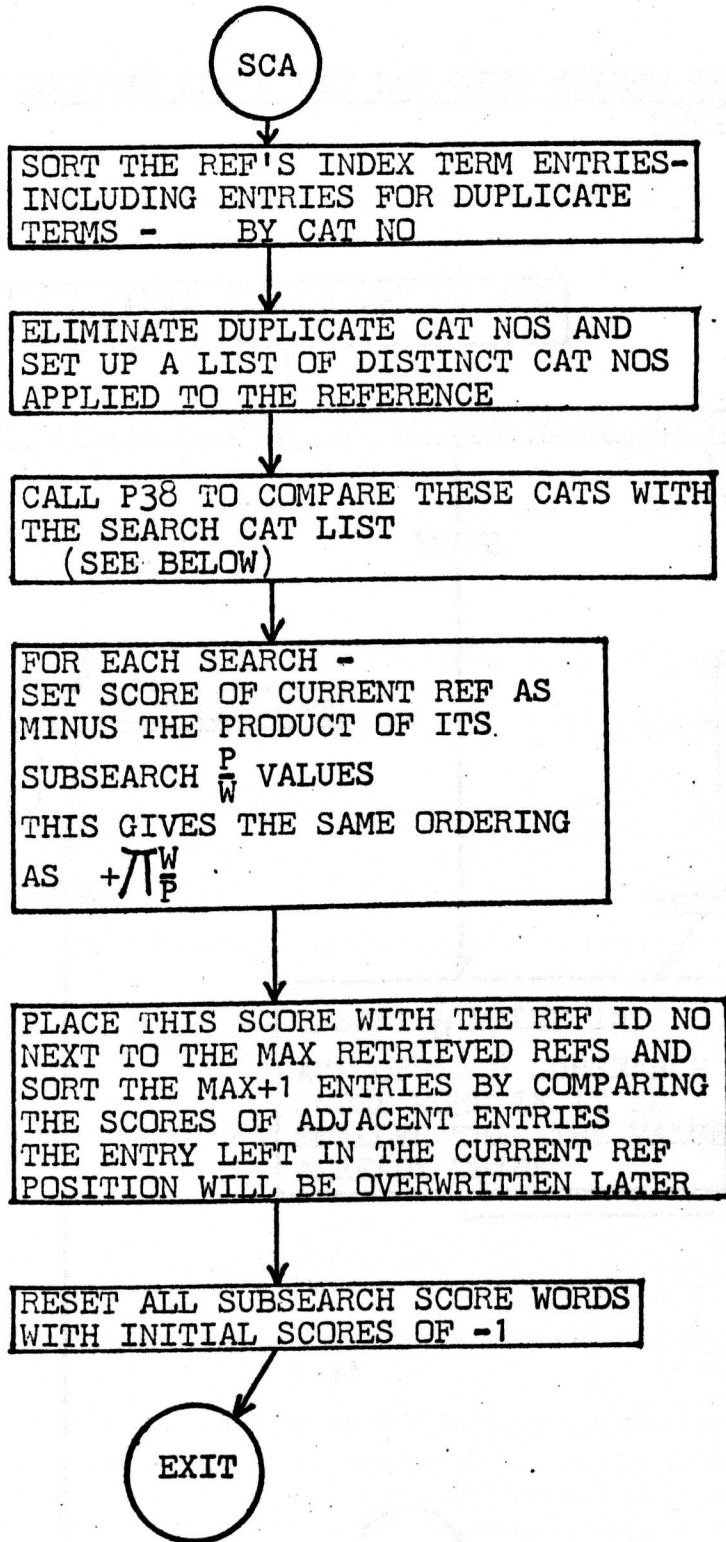 SCA
SORT THE REF'S INDEX TERM ENTRIES-
INCLUDING ENTRIES FOR DUPLICATE
TERMS - BY CAT NO
ELIMINATE DUPLICATE CAT NOS AND
SET UP A LIST OF DISTINCT CAT NOS
APPLIED TO THE REFERENCE
CALL P38 TO COMPARE THESE CATS WITH
THE SEARCH CAT LIST
(SEE BELOW)
FOR EACH SEARCH -
SET SCORE OF CURRENT REF AS
MINUS THE PRODUCT OF ITS.
SUBSEARCH P/W VALUES
THIS GIVES THE SAME ORDERING
AS +π W/P
PLACE THIS SCORE WITH THE REF ID NO
NEXT TO THE MAX RETRIEVED REFS AND
SORT THE MAX+1 ENTRIES BY COMPARING
THE SCORES OF ADJACENT ENTRIES
THE ENTRY LEFT IN THE CURRENT REF
POSITION WILL BE OVERWRITTEN LATER
RESET ALL SUBSEARCH SCORE WORDS
WITH INITIAL SCORES OF -1
EXIT